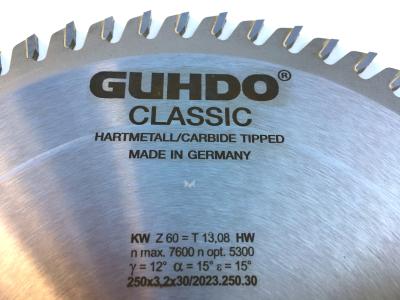 GUHDO®
CLASSIC
HARTMETALL/CARBIDE TIPPED
MADE IN GERMANY
KW Z 60 = T 13,08 HW
n max. 7600 n opt. 5300
γ = 12° α = 15° ε = 15°
250x3,2x30/2023.250.30